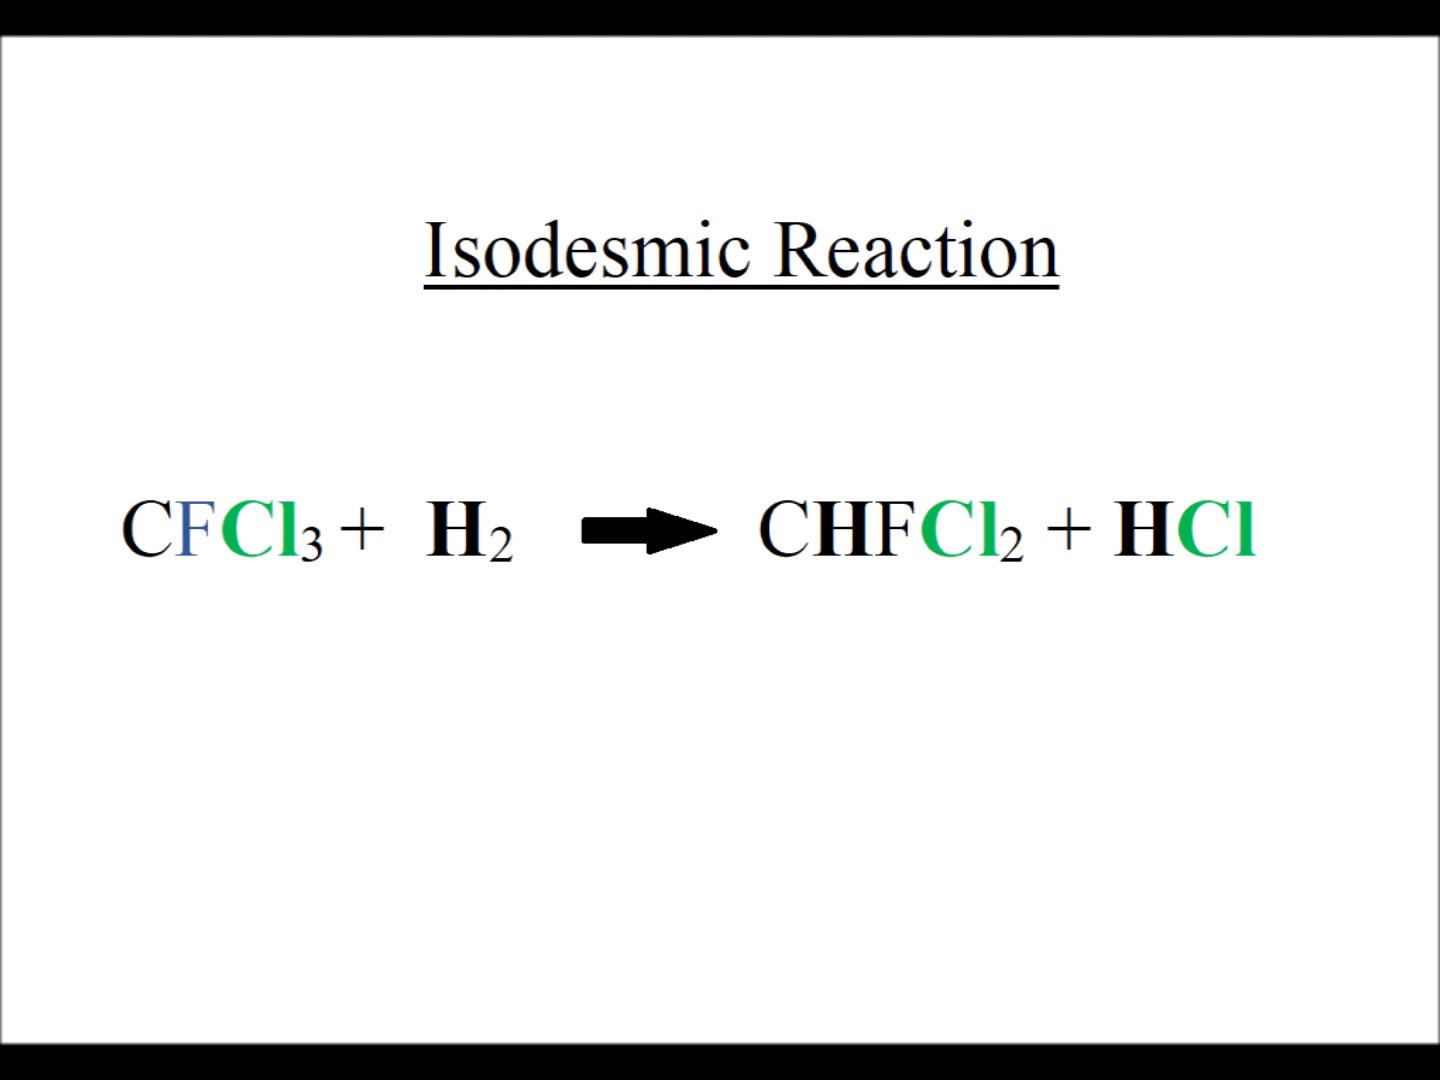 Isodesmic Reaction
CFCl₃ + H₂ ➡ CHFCl₂ + HCl